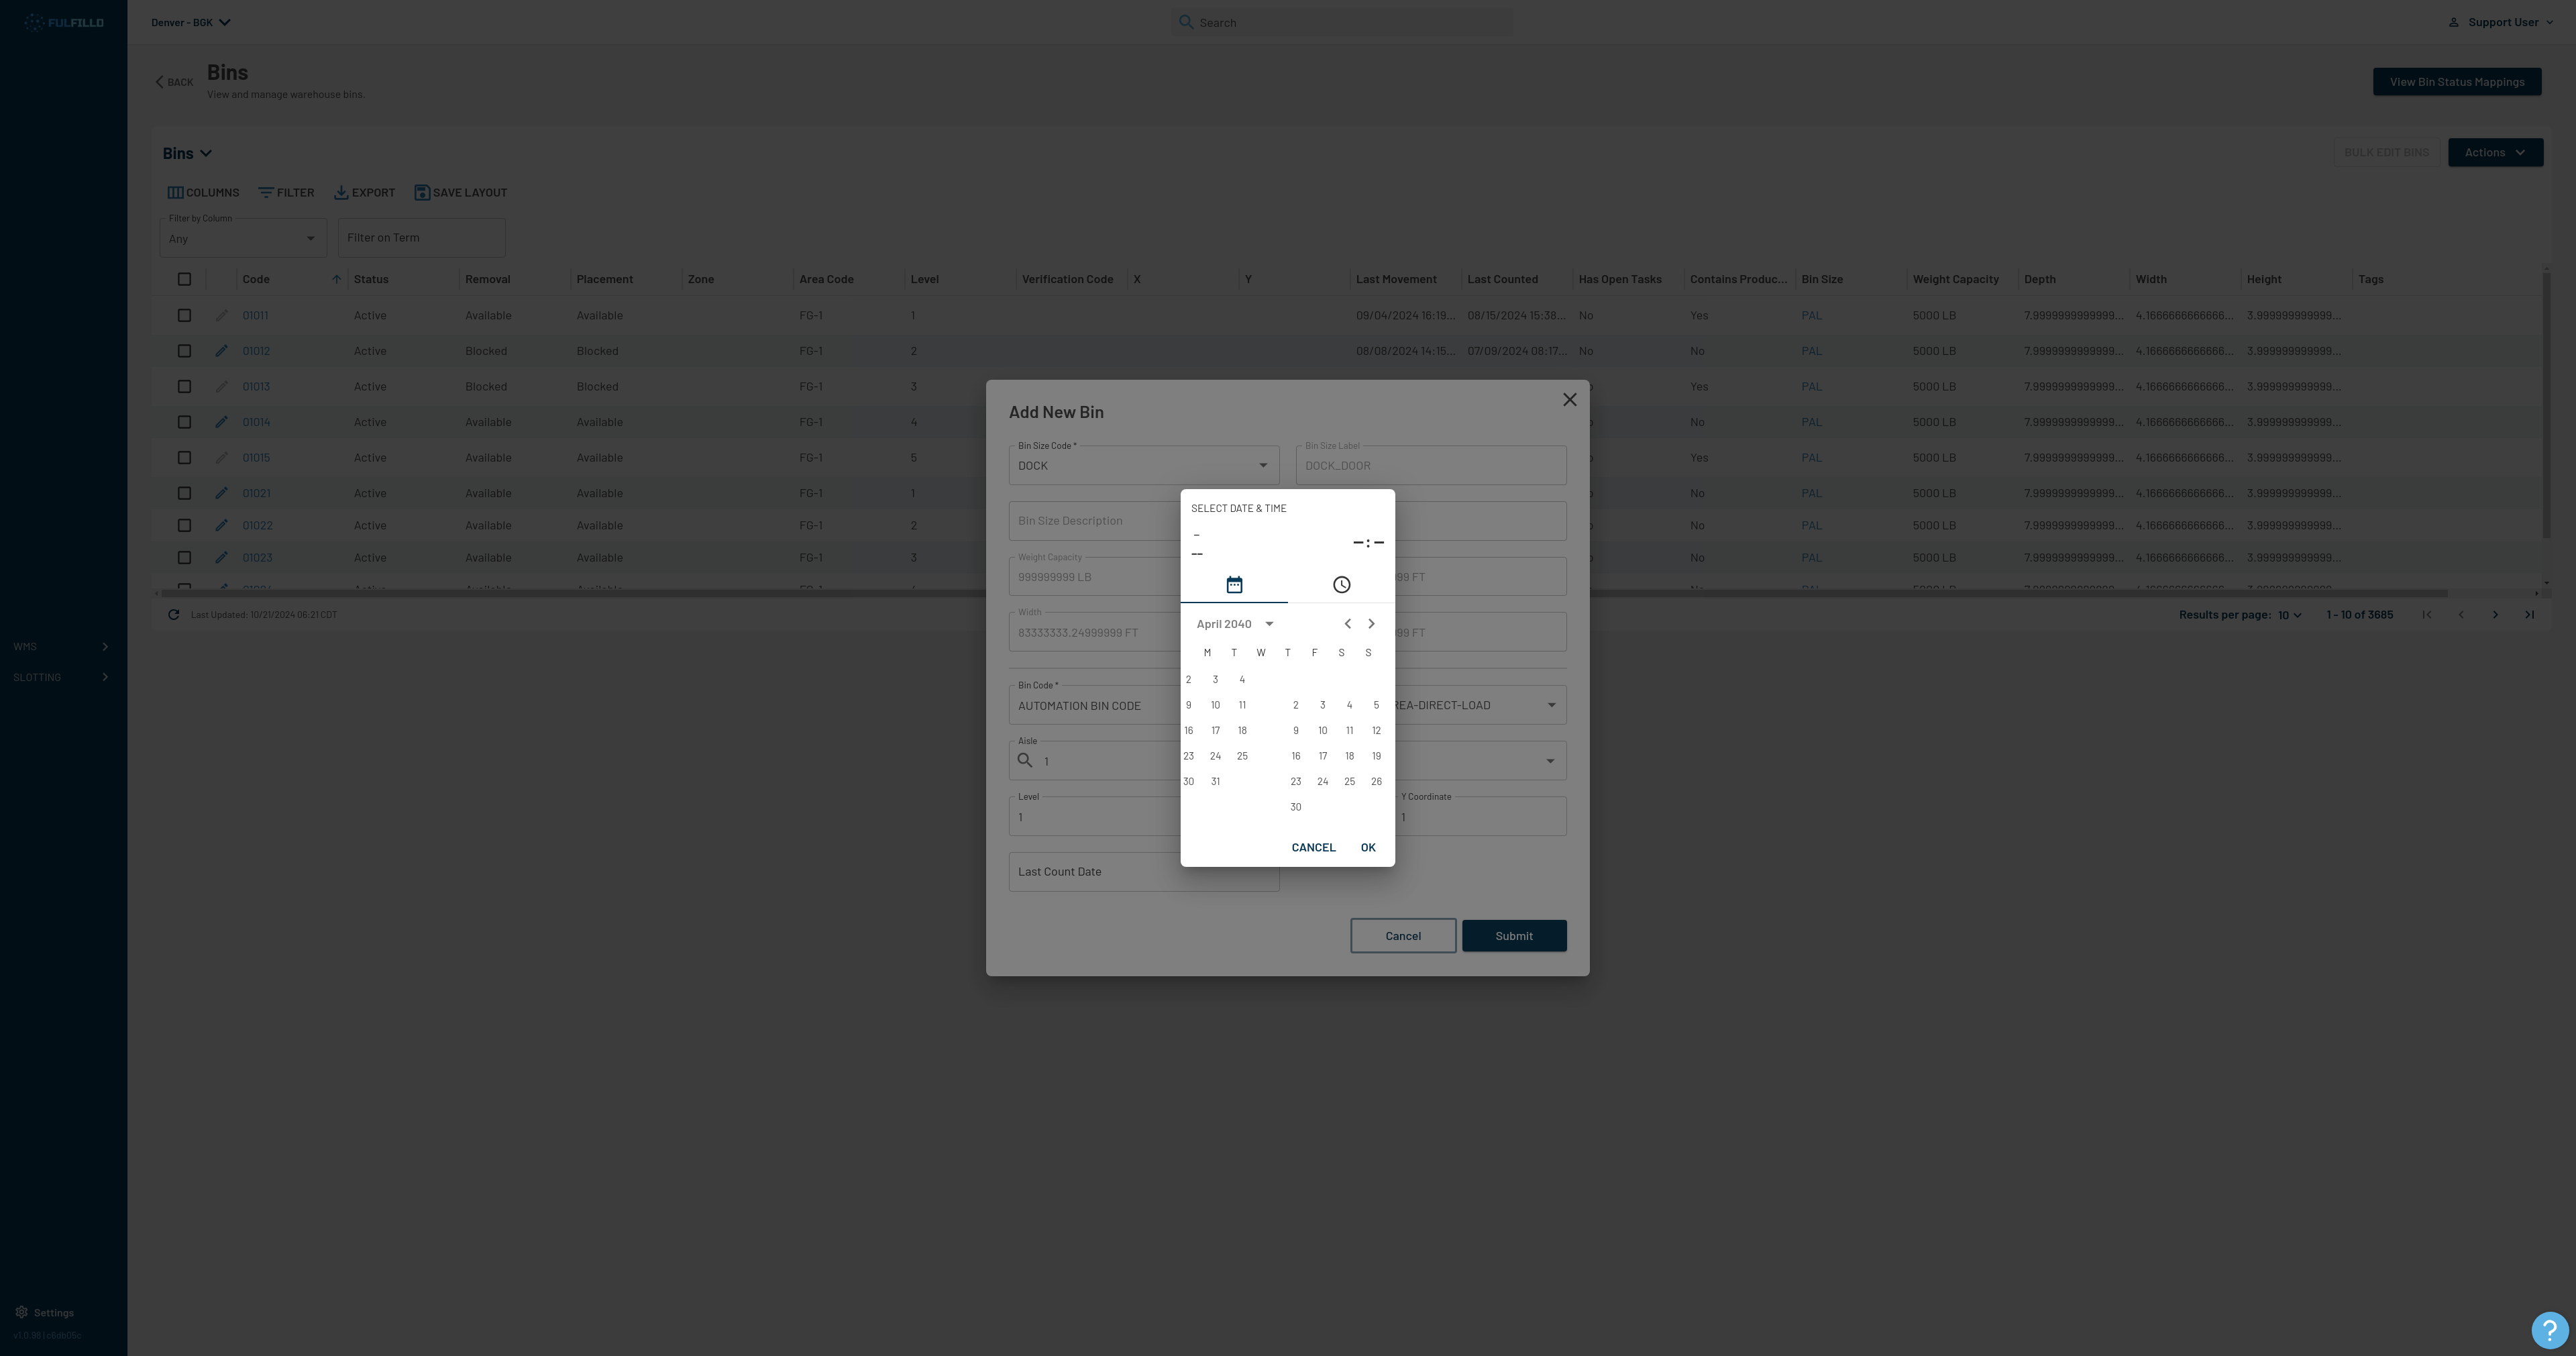 FULFILLD
Denver - BGK
Search
Support User
BACK
Bins
View and manage warehouse bins.
View Bin Status Mappings
Bins
BULK EDIT BINS
Actions
COLUMNS FILTER EXPORT SAVE LAYOUT
Filter by Column
Any
Filter on Term
Code Status Removal Placement Zone Area Code Level Verification Code X Y Last Movement Last Counted Has Open Tasks Contains Produc... Bin Size Weight Capacity Depth Width Height Tags
01011 Active Available Available FG-1 1 09/04/2024 16:19... 08/15/2024 15:38... No Yes PAL 5000 LB 7.9999999999999... 4.1666666666666... 3.999999999999...
01012 Active Blocked Blocked FG-1 2 08/08/2024 14:15... 07/09/2024 08:17... No No PAL 5000 LB 7.9999999999999... 4.1666666666666... 3.999999999999...
01013 Active Blocked Blocked FG-1 3 Yes PAL 5000 LB 7.9999999999999... 4.1666666666666... 3.999999999999...
01014 Active Available Available FG-1 4 No PAL 5000 LB 7.9999999999999... 4.1666666666666... 3.999999999999...
01015 Active Available Available FG-1 5 Yes PAL 5000 LB 7.9999999999999... 4.1666666666666... 3.999999999999...
01021 Active Available Available FG-1 1 No PAL 5000 LB 7.9999999999999... 4.1666666666666... 3.999999999999...
01022 Active Available Available FG-1 2 No PAL 5000 LB 7.9999999999999... 4.1666666666666... 3.999999999999...
01023 Active Available Available FG-1 3 No PAL 5000 LB 7.9999999999999... 4.1666666666666... 3.999999999999...
Last Updated: 10/21/2024 06:21 CDT
Results per page: 10 1 - 10 of 3685
WMS
SLOTTING
Settings
v1.0.98 | c6db05c
Add New Bin
Bin Size Code *
DOCK
Bin Size Label
DOCK_DOOR
Bin Size Description
Weight Capacity
999999999 LB
99 FT
Width
83333333.24999999 FT
99 FT
Bin Code *
AUTOMATION BIN CODE
REA-DIRECT-LOAD
Aisle
1
Level
1
Y Coordinate
1
Last Count Date
Cancel
Submit
SELECT DATE & TIME
–
––
–:–
April 2040
M T W T F S S
2 3 4
9 10 11 2 3 4 5
16 17 18 9 10 11 12
23 24 25 16 17 18 19
30 31 23 24 25 26
30
CANCEL OK
?